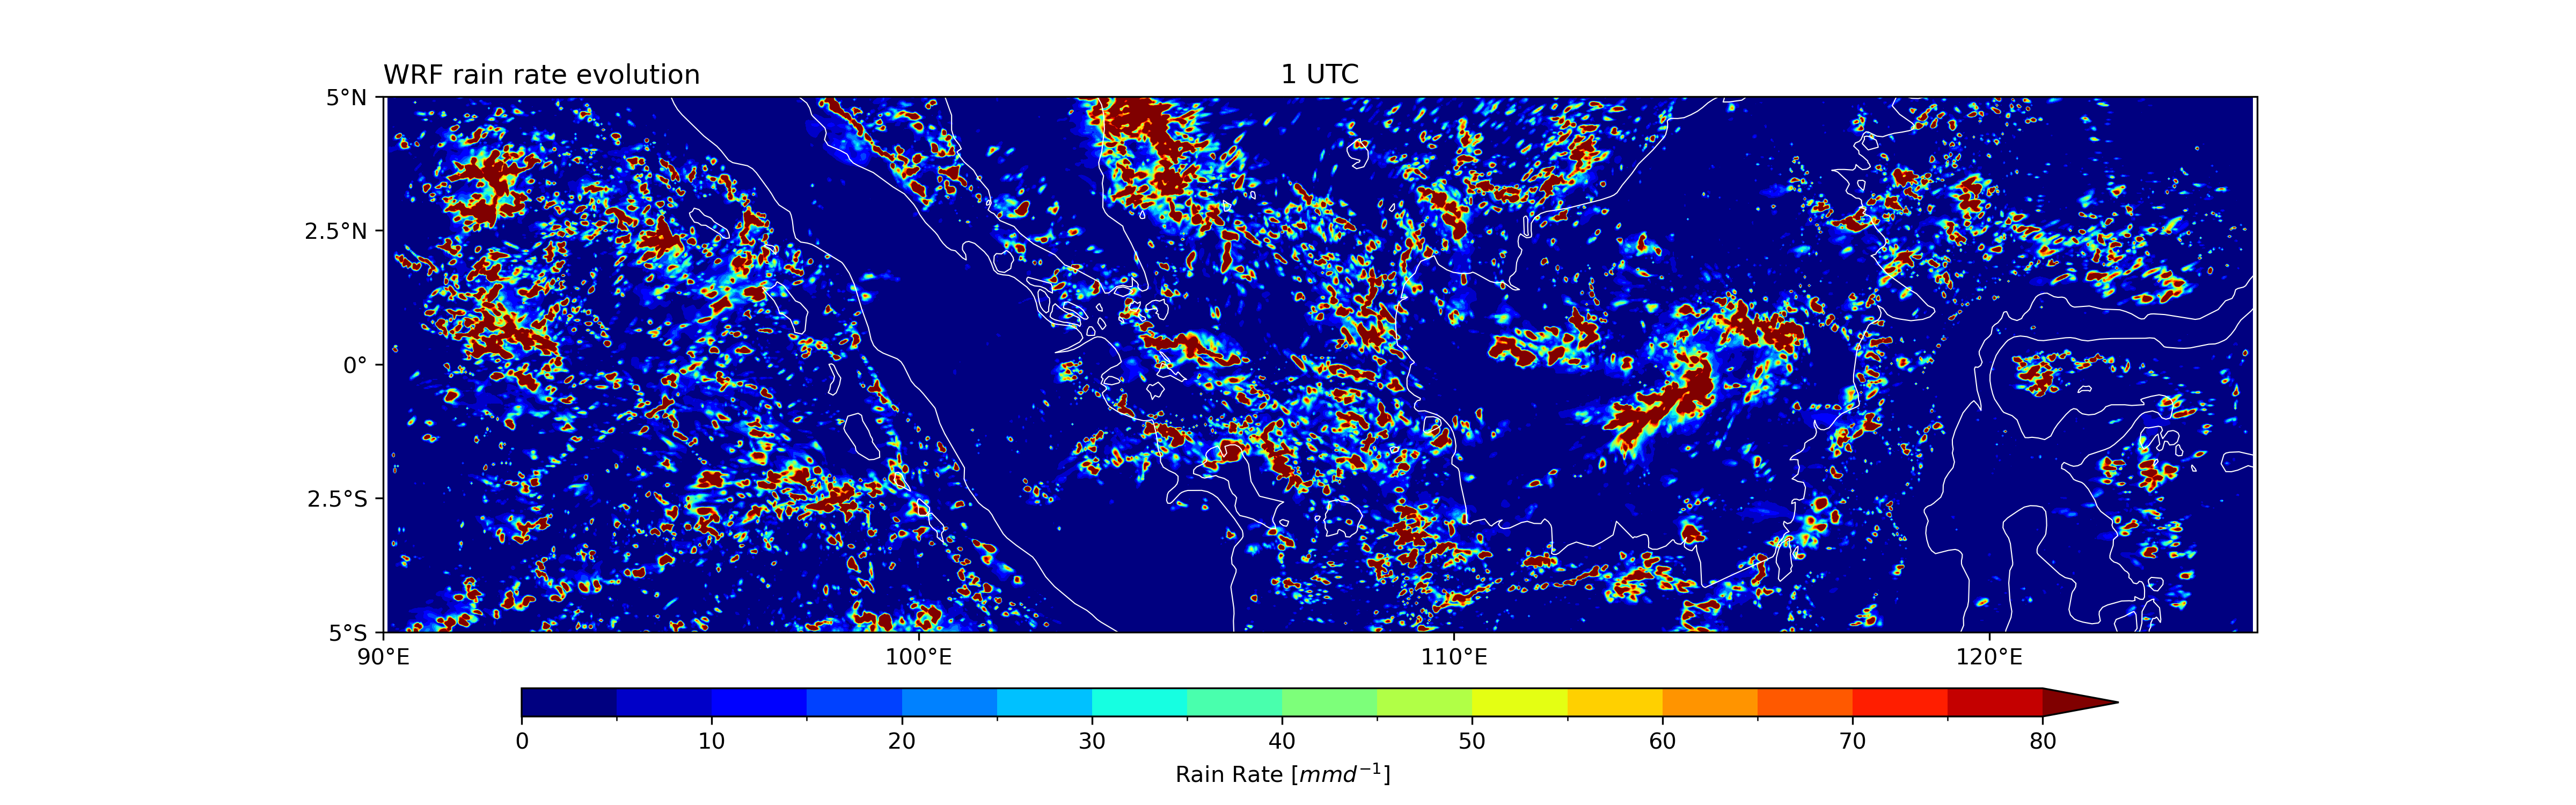 WRF rain rate evolution 1 UTC
5°N
2.5°N
0°
2.5°S
5°S
90°E 100°E 110°E 120°E
0 10 20 30 40 50 60 70 80
Rain Rate [mmd⁻¹]